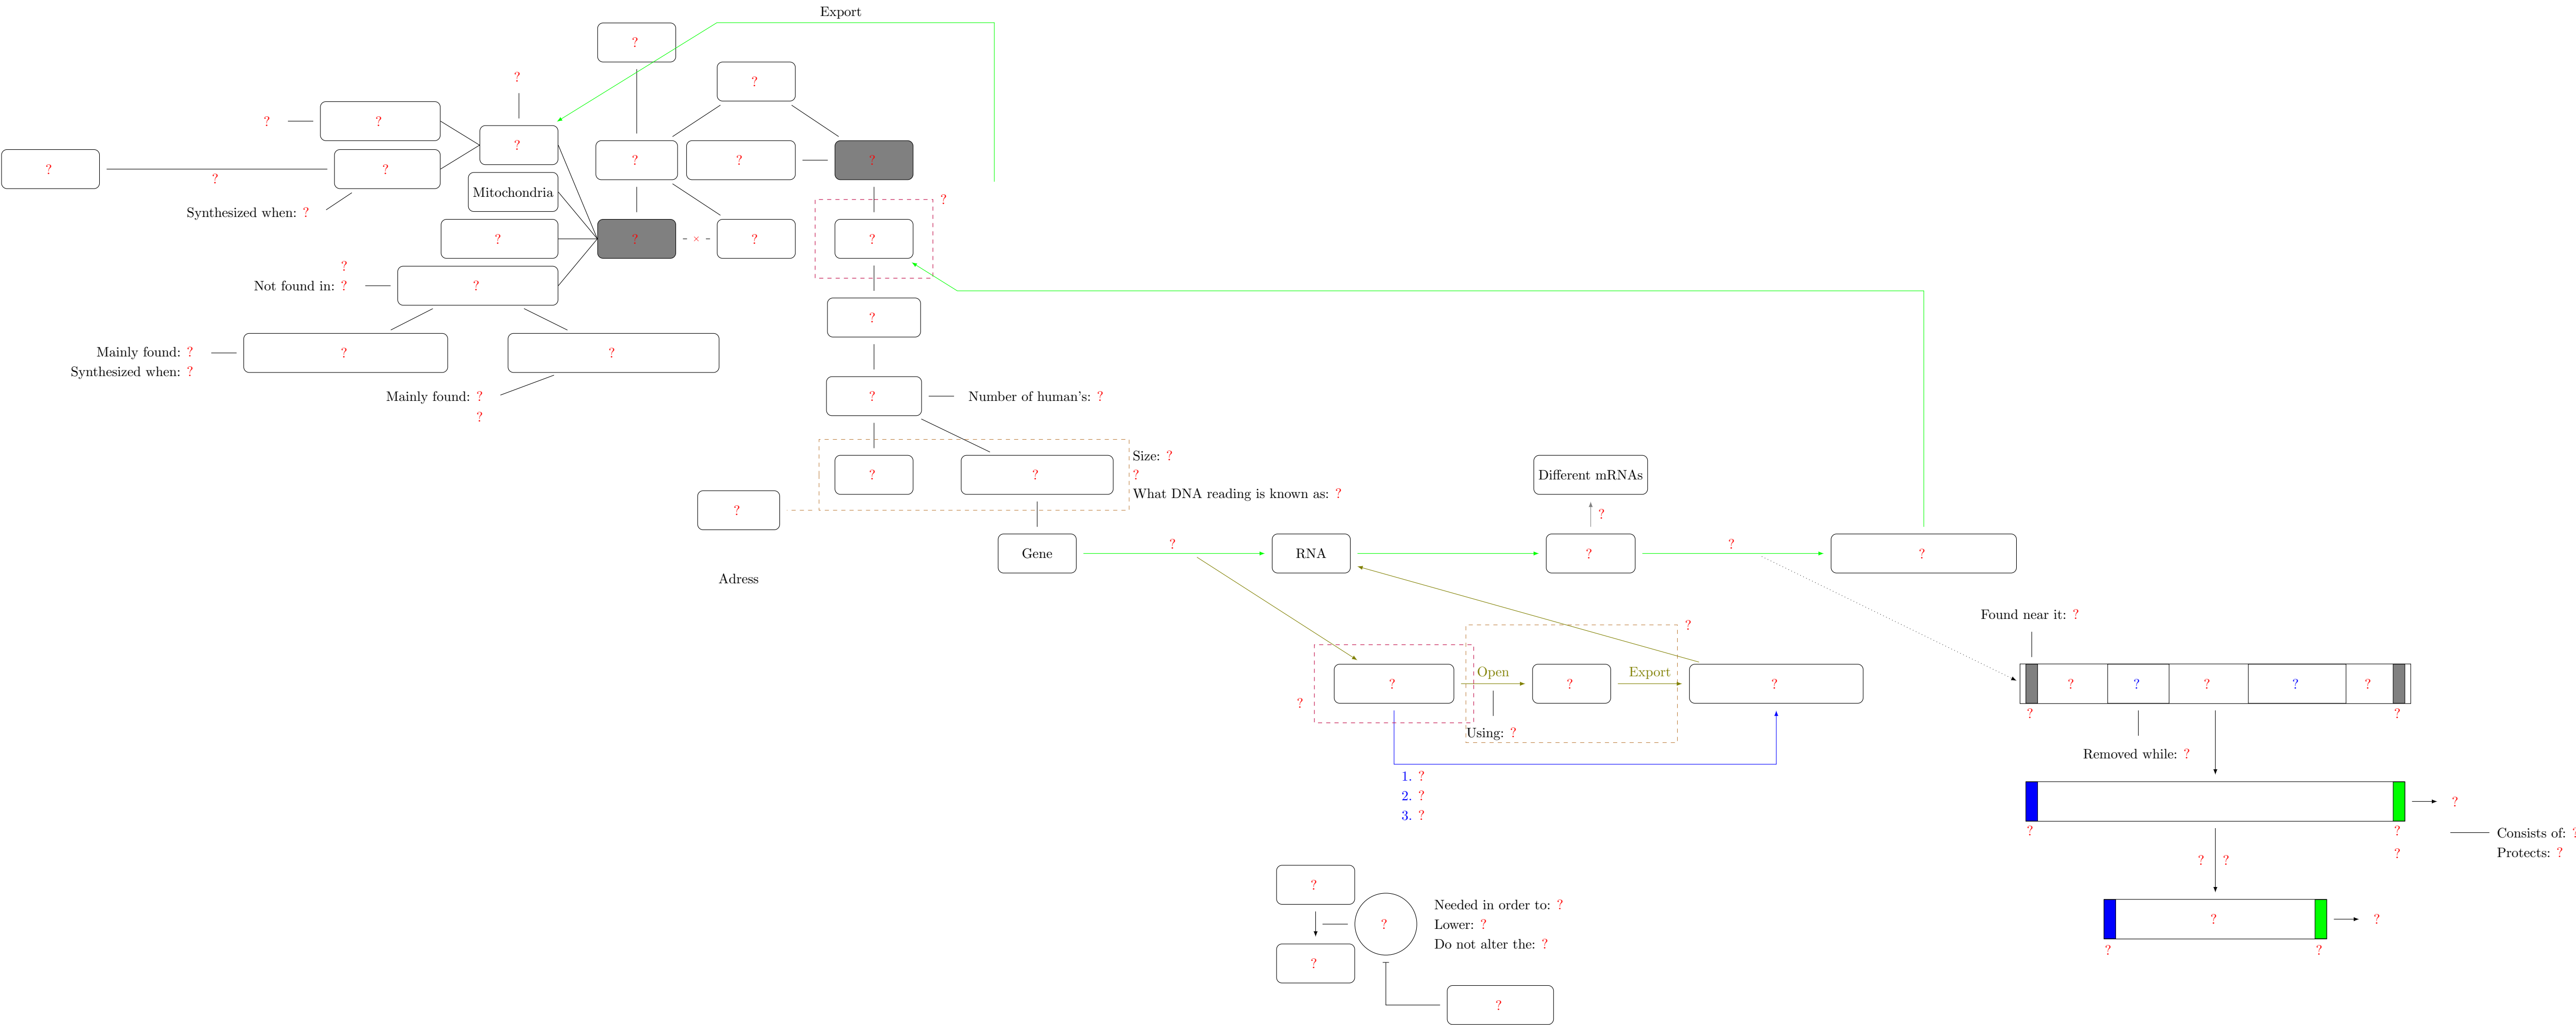 Export
?
?
?
?
?
?
?
?
?
?
?
?
?
Synthesized when: ?
Mitochondria
?
?
?
×
?
?
?
Not found in: ?
?
?
Mainly found: ?
Synthesized when: ?
?
?
Mainly found: ?
?
?
Number of human's: ?
?
?
Size: ?
?
What DNA reading is known as: ?
?
Adress
Different mRNAs
?
Gene
?
RNA
?
?
?
Found near it: ?
?
?
?
Open
?
Export
?
Using: ?
1. ?
2. ?
3. ?
?
?
?
?
?
?
?
Removed while: ?
?
?
?
?
Consists of: ?
Protects: ?
?
?
?
?
?
?
?
?
?
Needed in order to: ?
Lower: ?
Do not alter the: ?
?